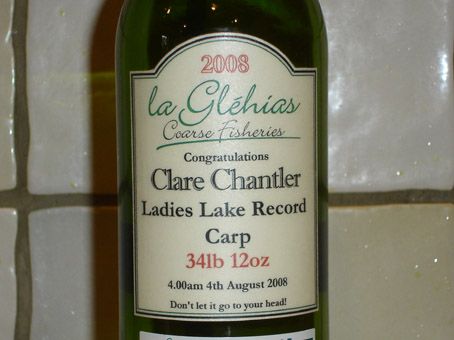 2008
la Gléhias
Coarse Fisheries
Congratulations
Clare Chantler
Ladies Lake Record
Carp
34lb 12oz
4.00am 4th August 2008
Don't let it go to your head!